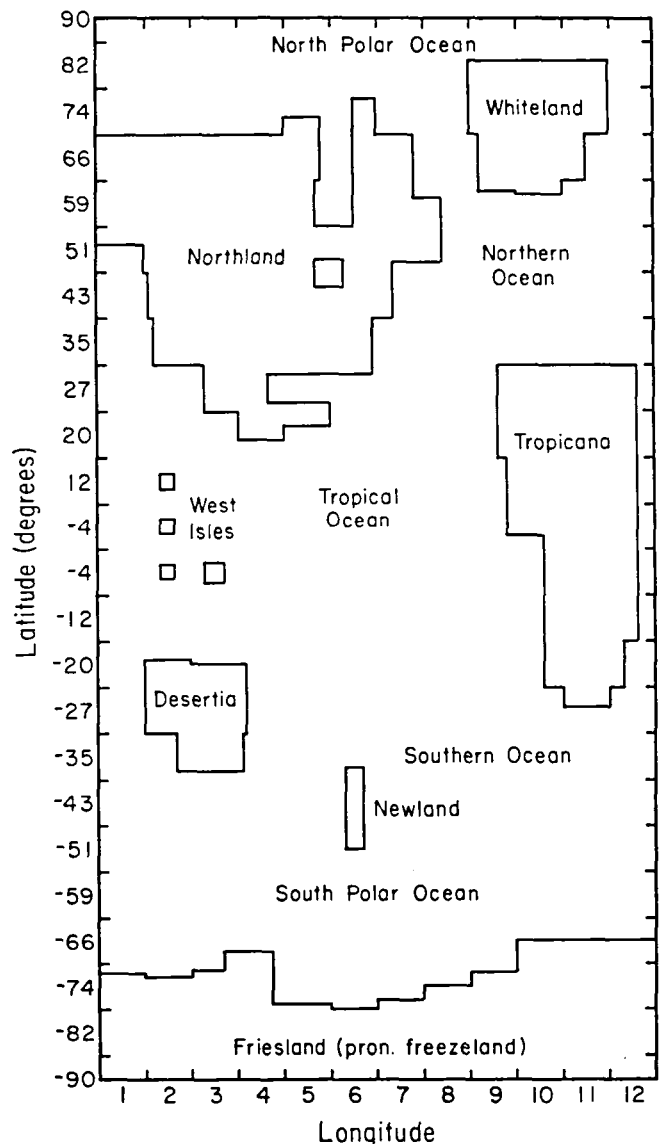 90
North Polar Ocean
82
Whiteland
74
66
59
51
Northland
Northern
Ocean
43
35
27
Tropicana
20
12
West
Isles
Tropical
Ocean
-4
-4
-12
-20
Desertia
-27
Southern Ocean
-35
-43
Newland
-51
South Polar Ocean
-59
-66
-74
-82
Friesland (pron. freezeland)
-90
Latitude (degrees)
1 2 3 4 5 6 7 8 9 10 11 12
Longitude